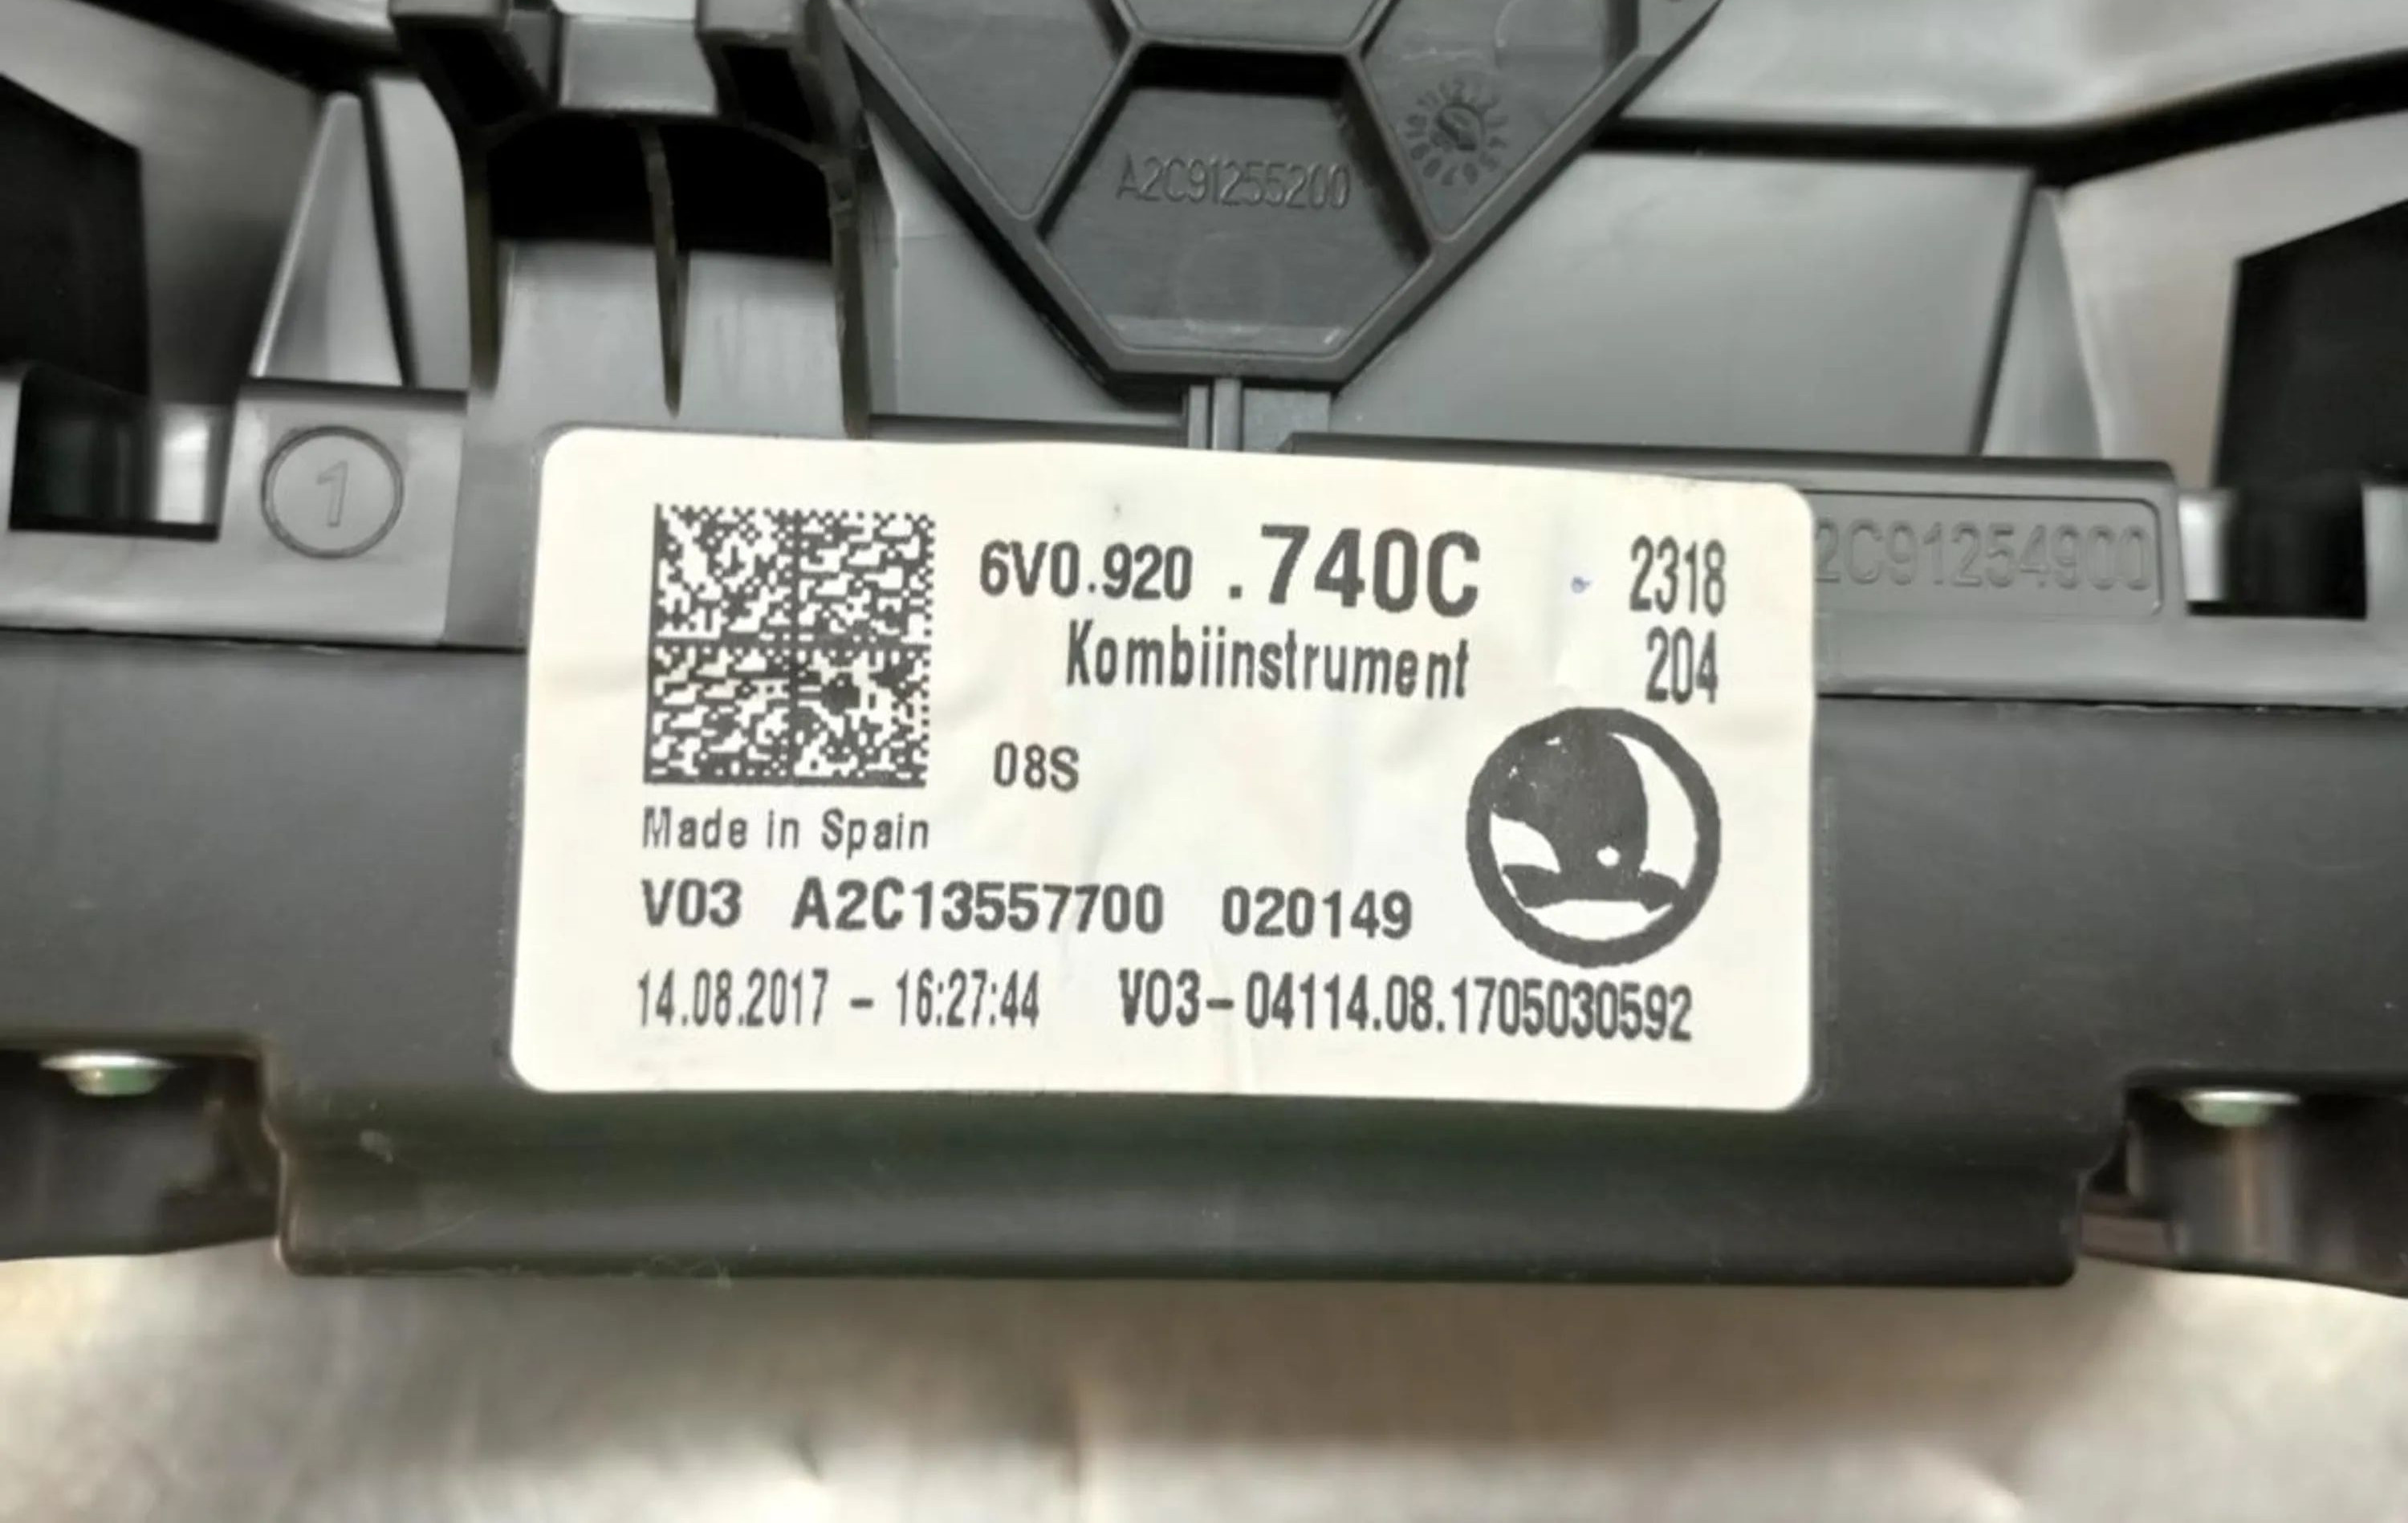 A2C91255200
1
2C91254900
6V0.920 .740C 2318
Kombiinstrument 204
08S
Made in Spain
V03 A2C13557700 020149
14.08.2017 - 16:27:44 V03-04114.08.1705030592